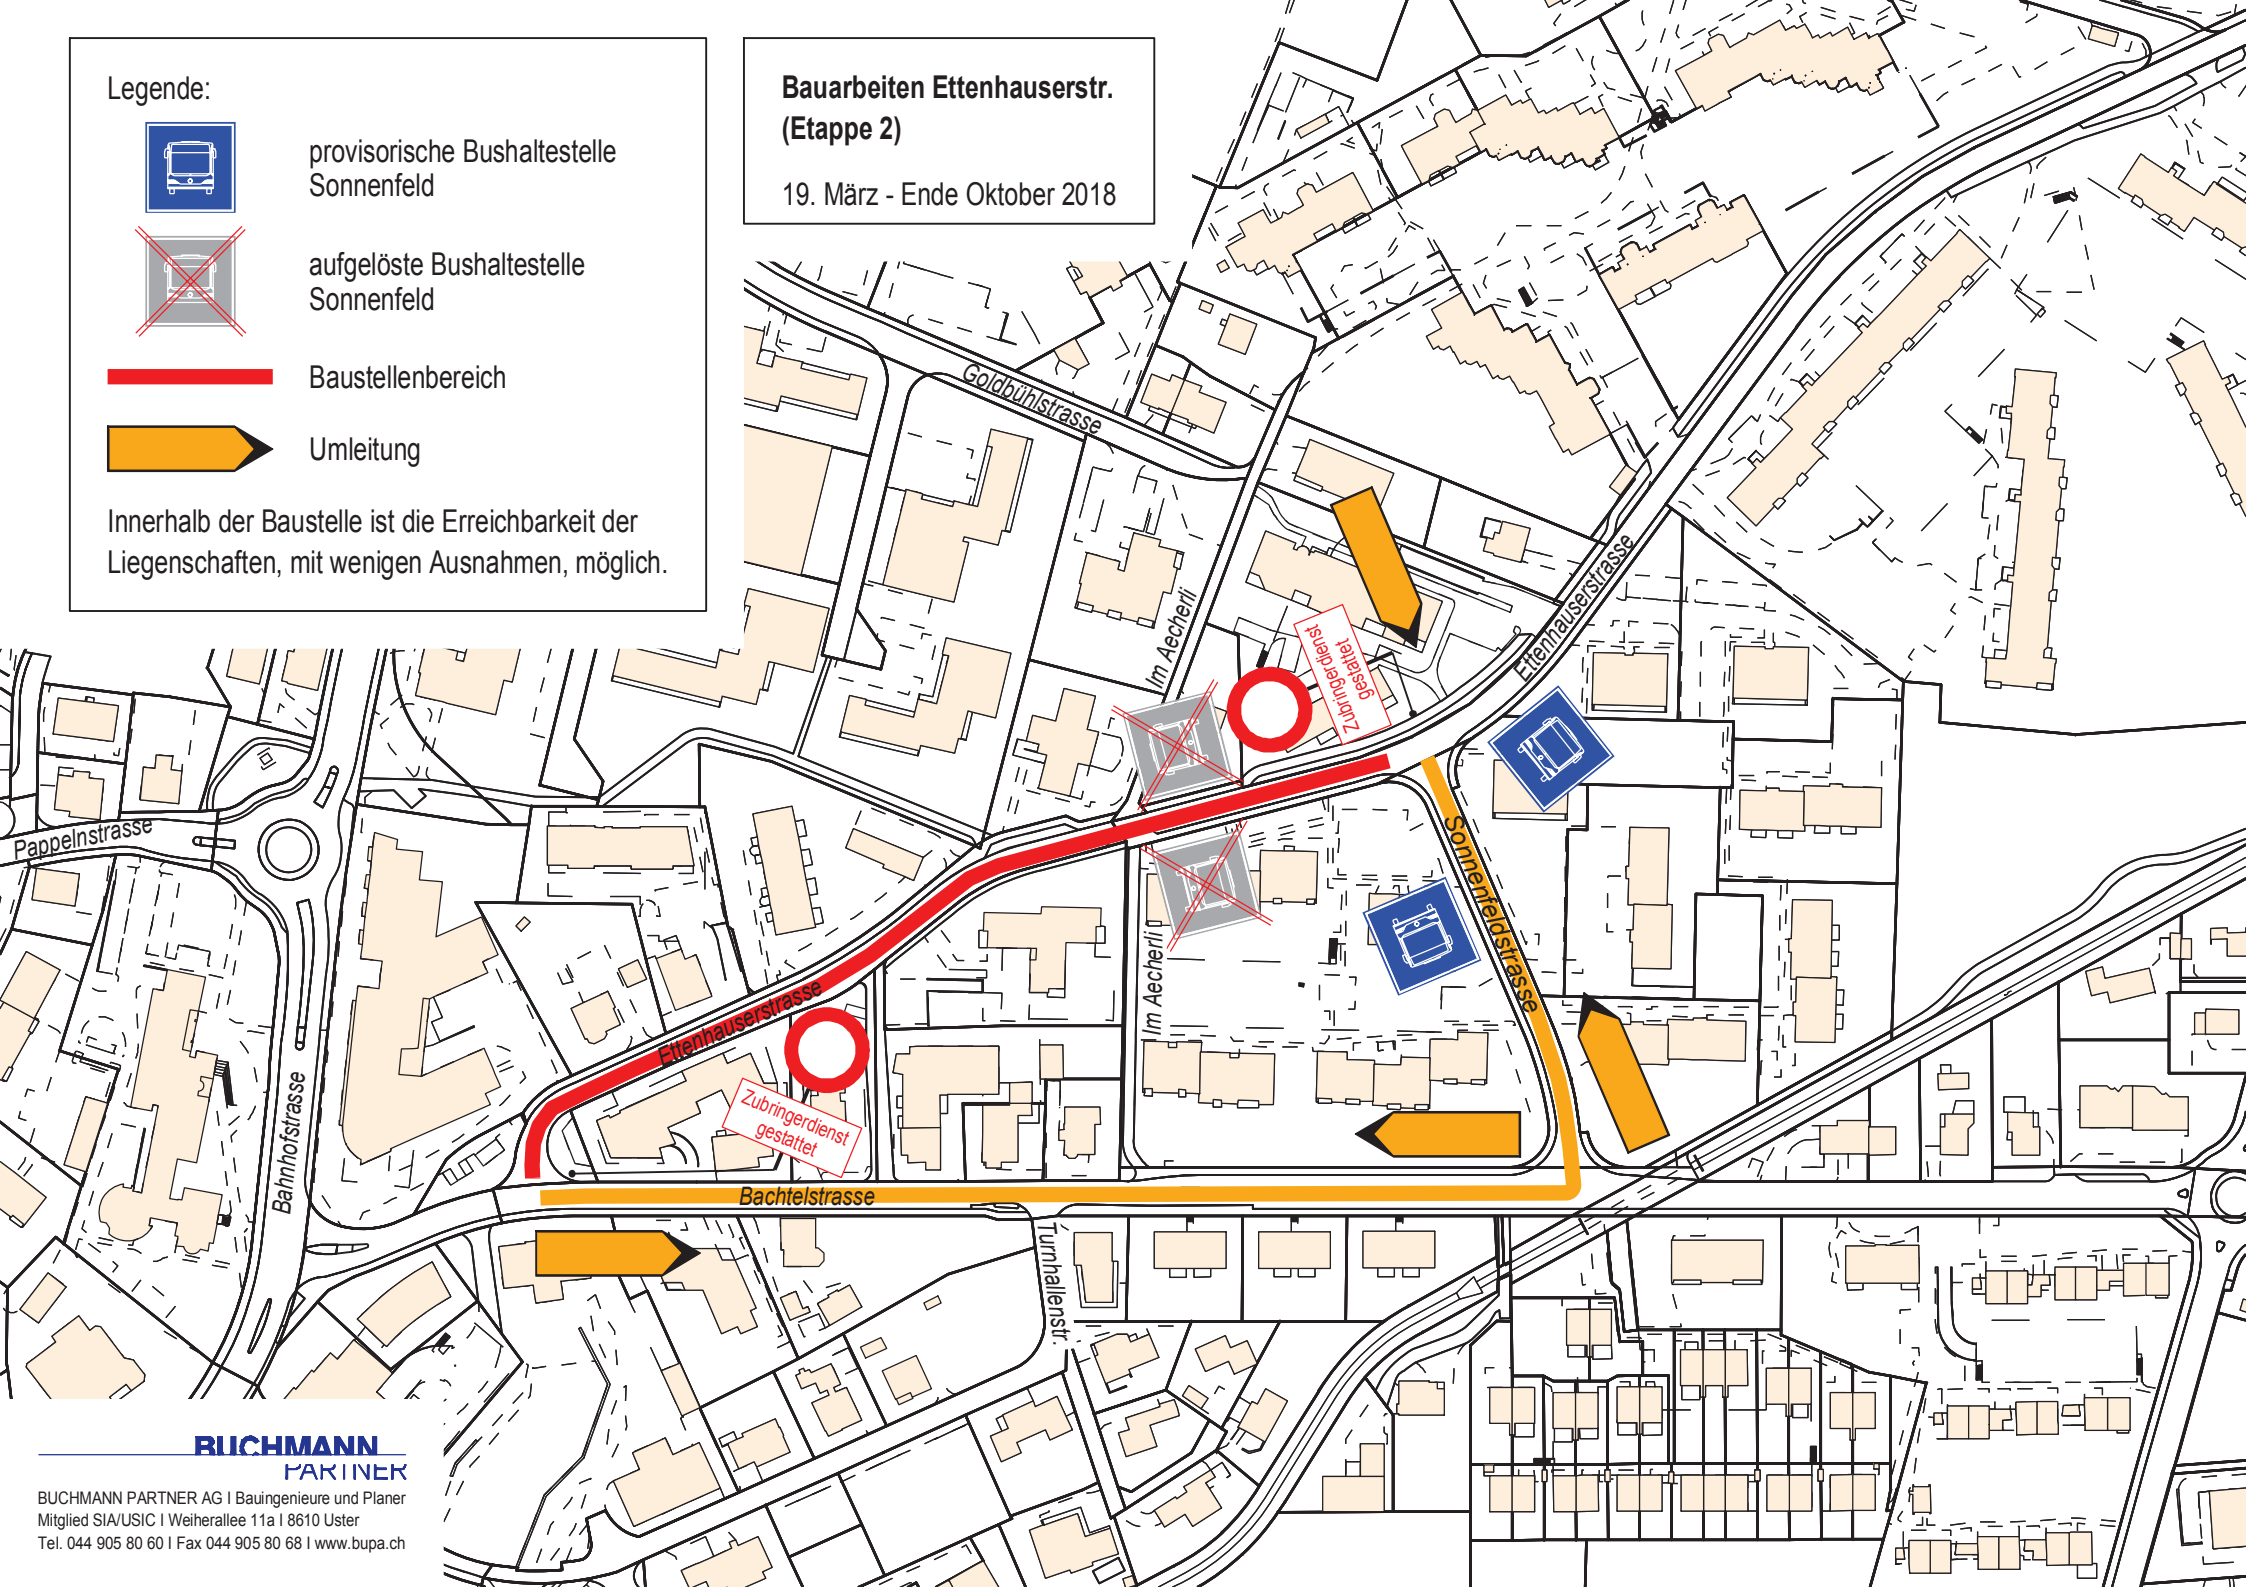 Legende:
provisorische Bushaltestelle
Sonnenfeld
aufgelöste Bushaltestelle
Sonnenfeld
Baustellenbereich
Umleitung
Innerhalb der Baustelle ist die Erreichbarkeit der
Liegenschaften, mit wenigen Ausnahmen, möglich.
Bauarbeiten Ettenhauserstr.
(Etappe 2)
19. März - Ende Oktober 2018
Goldbühlstrasse
Im Aecherli
Ettenhauserstrasse
Zubringerdienst
gestattet
Pappelnstrasse
Sonnenfeldstrasse
Im Aecherli
Ettenhauserstrasse
Zubringerdienst
gestattet
Bahnhofstrasse
Bachtelstrasse
Turnhallenstr.
BUCHMANN
PARTNER
BUCHMANN PARTNER AG I Bauingenieure und Planer
Mitglied SIA/USIC I Weiherallee 11a I 8610 Uster
Tel. 044 905 80 60 I Fax 044 905 80 68 I www.bupa.ch